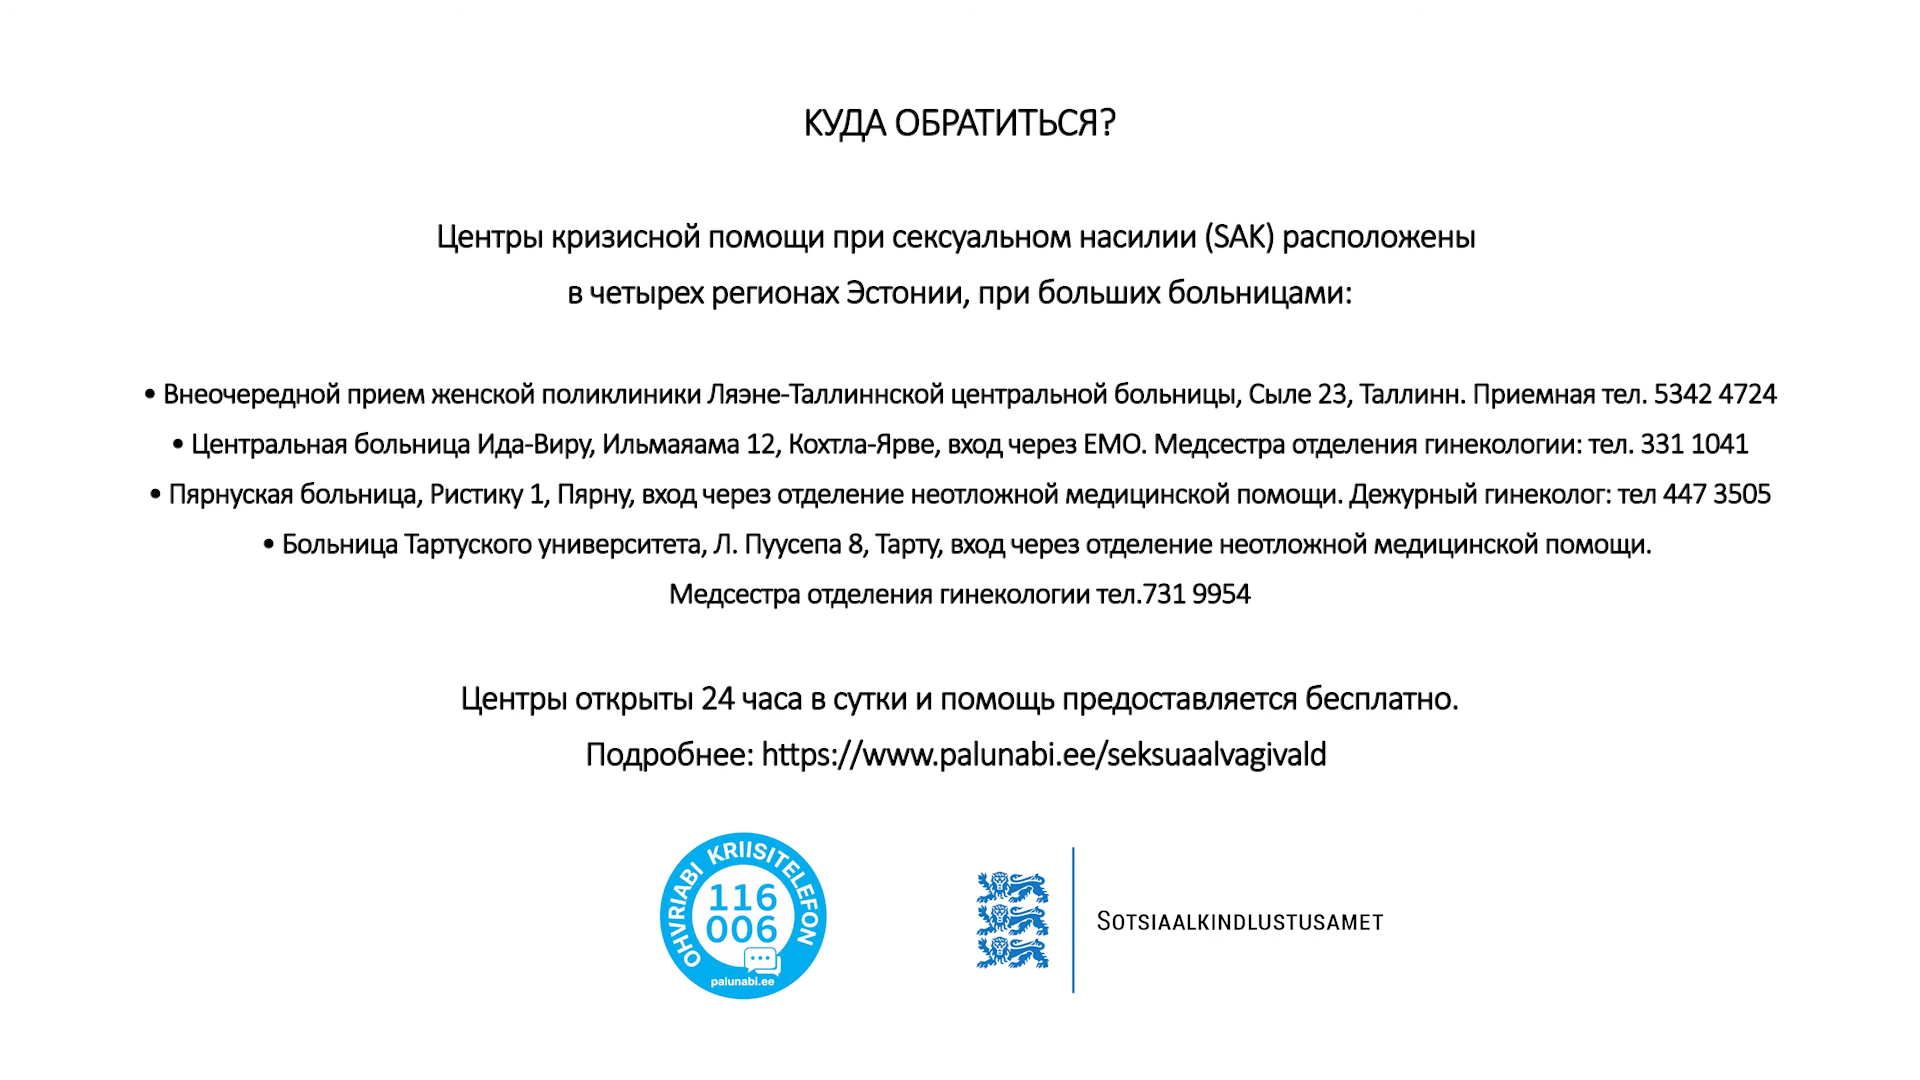 КУДА ОБРАТИТЬСЯ?
Центры кризисной помощи при сексуальном насилии (SAK) расположены
в четырех регионах Эстонии, при больших больницами:
• Внеочередной прием женской поликлиники Ляэне-Таллиннской центральной больницы, Сыле 23, Таллинн. Приемная тел. 5342 4724
• Центральная больница Ида-Виру, Ильмаяама 12, Кохтла-Ярве, вход через ЕМО. Медсестра отделения гинекологии: тел. 331 1041
• Пярнуская больница, Ристику 1, Пярну, вход через отделение неотложной медицинской помощи. Дежурный гинеколог: тел 447 3505
• Больница Тартуского университета, Л. Пуусепа 8, Тарту, вход через отделение неотложной медицинской помощи.
Медсестра отделения гинекологии тел.731 9954
Центры открыты 24 часа в сутки и помощь предоставляется бесплатно.
Подробнее: https://www.palunabi.ee/seksuaalvagivald
OHVRIABI KRIISITELEFON
116
006
palunabi.ee
SOTSIAALKINDLUSTUSAMET